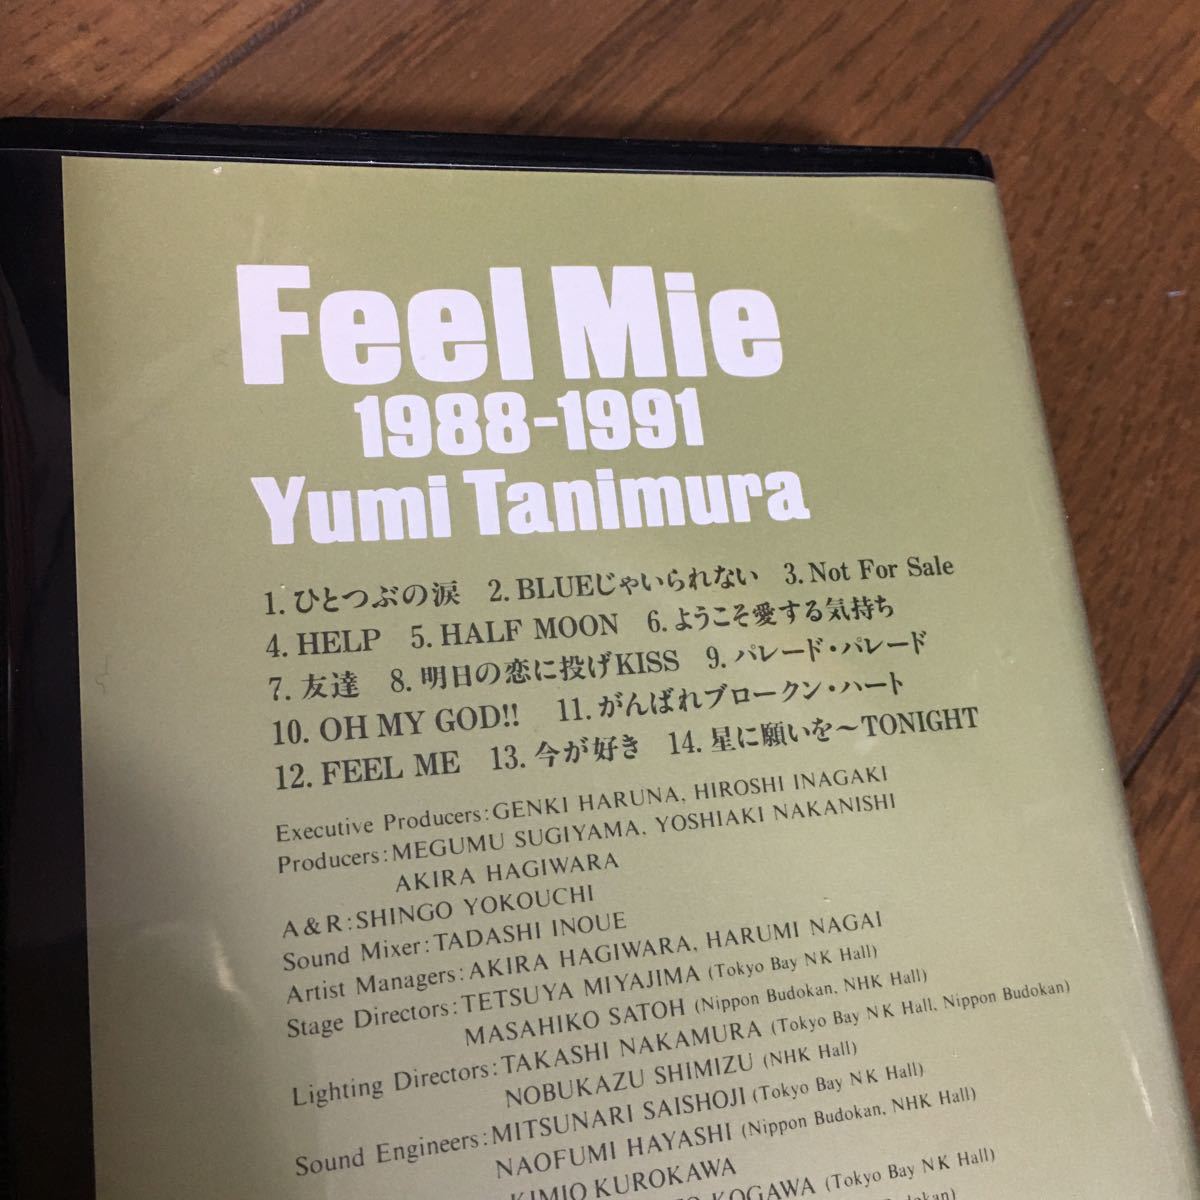 Feel Mie
1988-1991
Yumi Tanimura
1. ひとつぶの涙 2. BLUEじゃいられない 3. Not For Sale
4. HELP 5. HALF MOON 6. ようこそ愛する気持ち
7. 友達 8. 明日の恋に投げKISS 9. パレード・パレード
10. OH MY GOD!! 11. がんばれブロークン・ハート
12. FEEL ME 13. 今が好き 14. 星に願いを〜TONIGHT
Executive Producers:GENKI HARUNA, HIROSHI INAGAKI
Producers:MEGUMU SUGIYAMA, YOSHIAKI NAKANISHI
AKIRA HAGIWARA
A&R:SHINGO YOKOUCHI
Sound Mixer:TADASHI INOUE
Artist Managers:AKIRA HAGIWARA, HARUMI NAGAI
Stage Directors:TETSUYA MIYAJIMA (Tokyo Bay NK Hall)
MASAHIKO SATOH (Nippon Budokan, NHK Hall)
Lighting Directors:TAKASHI NAKAMURA (Tokyo Bay NK Hall, Nippon Budokan)
NOBUKAZU SHIMIZU (NHK Hall)
Sound Engineers:MITSUNARI SAISHOJI (Tokyo Bay NK Hall)
NAOFUMI HAYASHI (Nippon Budokan, NHK Hall)
KIMIO KUROKAWA
KOGAWA (Tokyo Bay NK Hall)